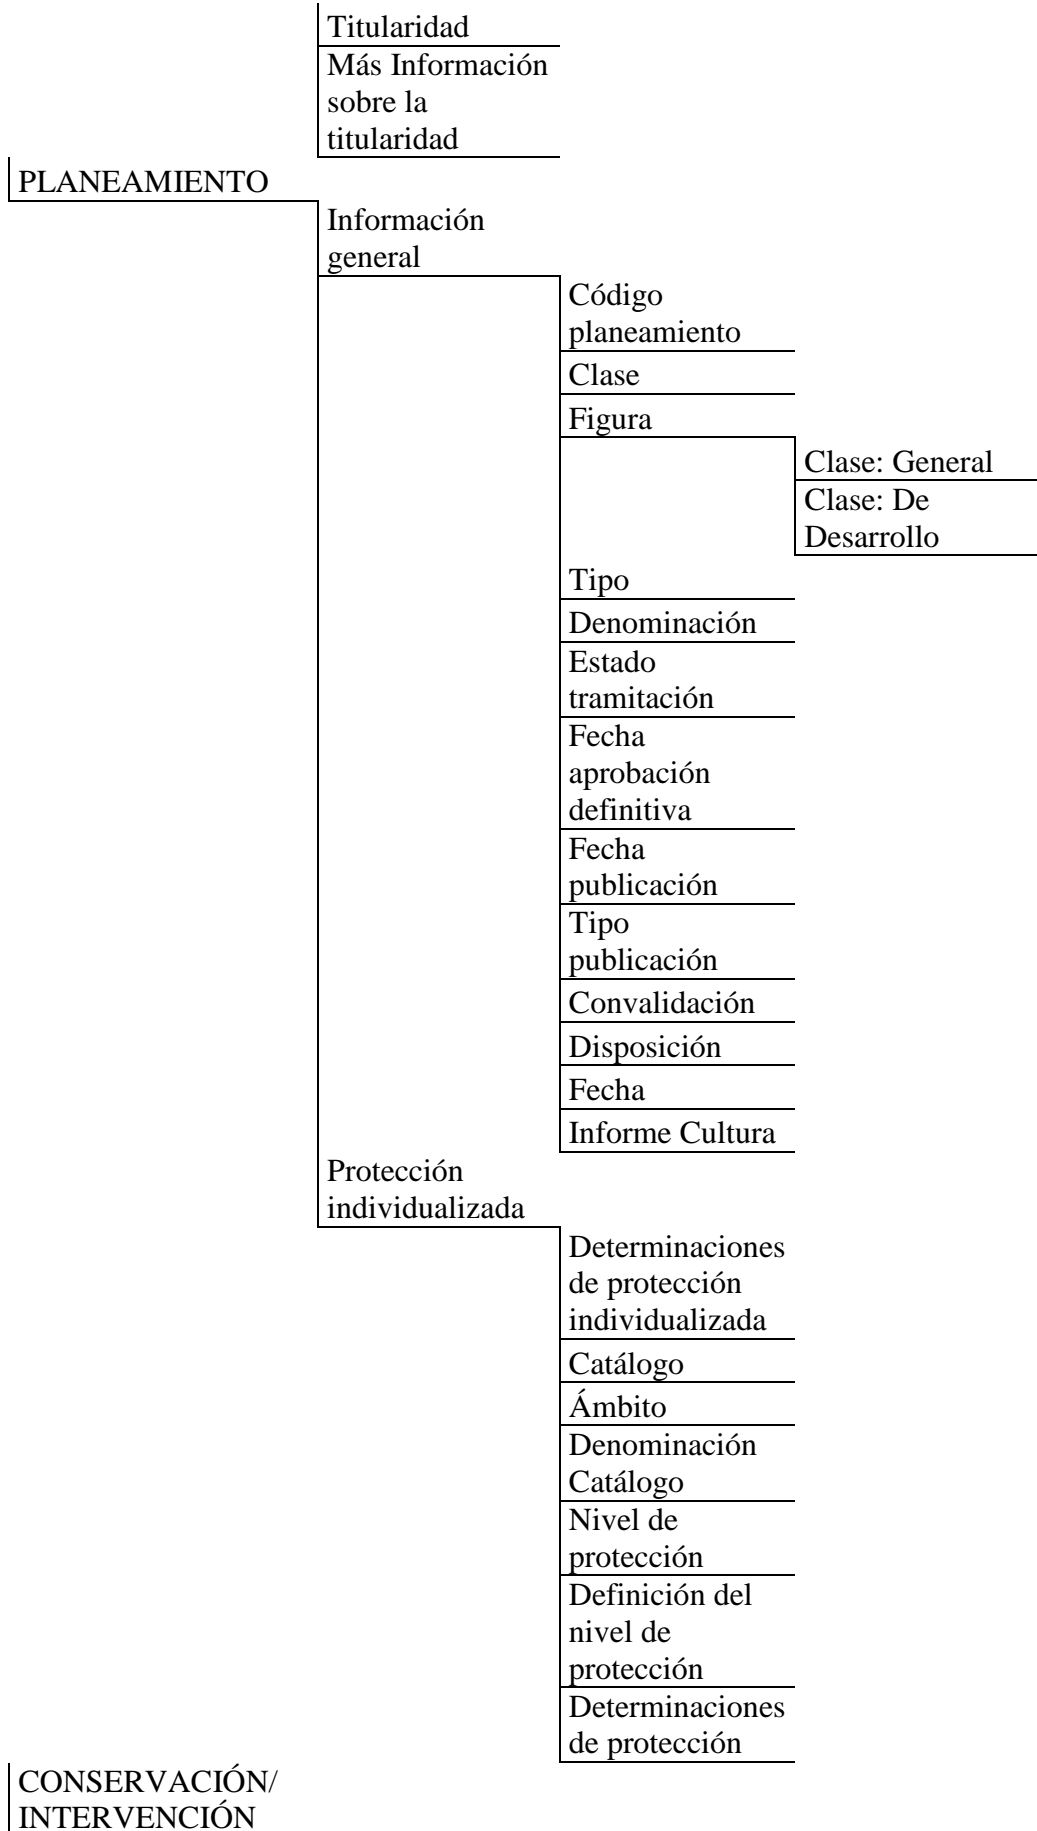 Titularidad
Más Información
sobre la
titularidad
PLANEAMIENTO
Información
general
Código
planeamiento
Clase
Figura
Clase: General
Clase: De
Desarrollo
Tipo
Denominación
Estado
tramitación
Fecha
aprobación
definitiva
Fecha
publicación
Tipo
publicación
Convalidación
Disposición
Fecha
Informe Cultura
Protección
individualizada
Determinaciones
de protección
individualizada
Catálogo
Ámbito
Denominación
Catálogo
Nivel de
protección
Definición del
nivel de
protección
Determinaciones
de protección
CONSERVACIÓN/
INTERVENCIÓN